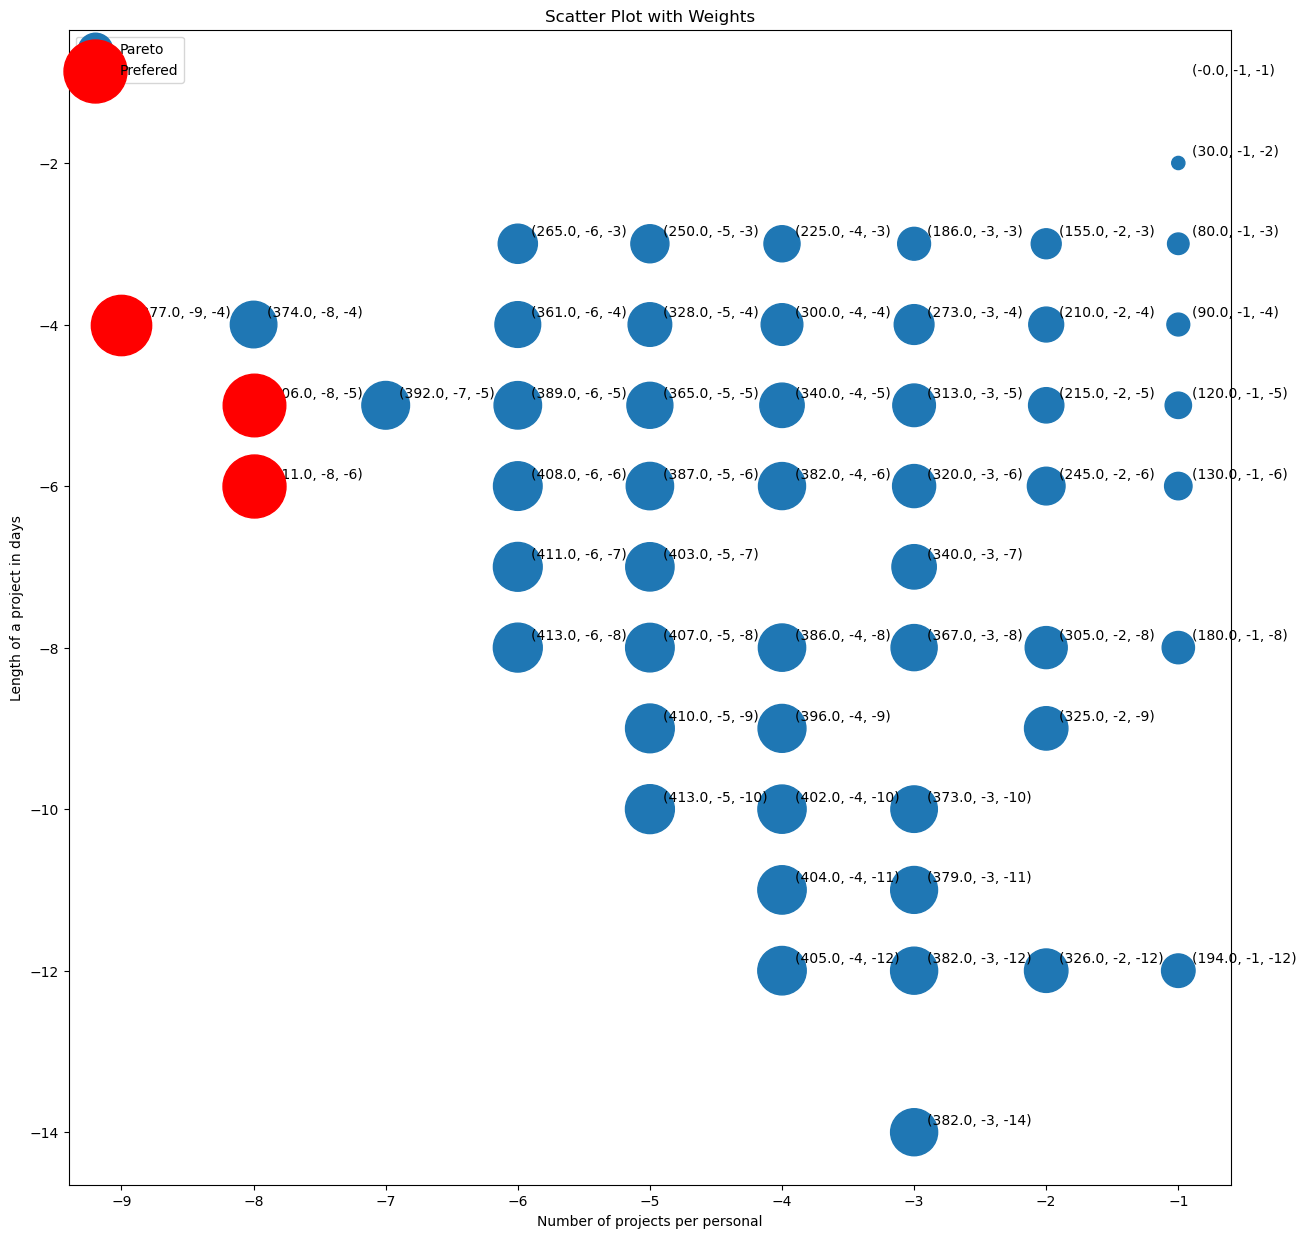 Scatter Plot with Weights
Pareto
Prefered
(-0.0, -1, -1)
−2
(30.0, -1, -2)
(265.0, -6, -3) (250.0, -5, -3) (225.0, -4, -3) (186.0, -3, -3) (155.0, -2, -3) (80.0, -1, -3)
−4
77.0, -9, -4) (374.0, -8, -4) (361.0, -6, -4) (328.0, -5, -4) (300.0, -4, -4) (273.0, -3, -4) (210.0, -2, -4) (90.0, -1, -4)
06.0, -8, -5) (392.0, -7, -5) (389.0, -6, -5) (365.0, -5, -5) (340.0, -4, -5) (313.0, -3, -5) (215.0, -2, -5) (120.0, -1, -5)
−6
11.0, -8, -6) (408.0, -6, -6) (387.0, -5, -6) (382.0, -4, -6) (320.0, -3, -6) (245.0, -2, -6) (130.0, -1, -6)
(411.0, -6, -7) (403.0, -5, -7) (340.0, -3, -7)
−8
(413.0, -6, -8) (407.0, -5, -8) (386.0, -4, -8) (367.0, -3, -8) (305.0, -2, -8) (180.0, -1, -8)
(410.0, -5, -9) (396.0, -4, -9) (325.0, -2, -9)
−10
(413.0, -5, -10) (402.0, -4, -10) (373.0, -3, -10)
(404.0, -4, -11) (379.0, -3, -11)
−12
(405.0, -4, -12) (382.0, -3, -12) (326.0, -2, -12) (194.0, -1, -12)
−14
(382.0, -3, -14)
Length of a project in days
−9 −8 −7 −6 −5 −4 −3 −2 −1
Number of projects per personal